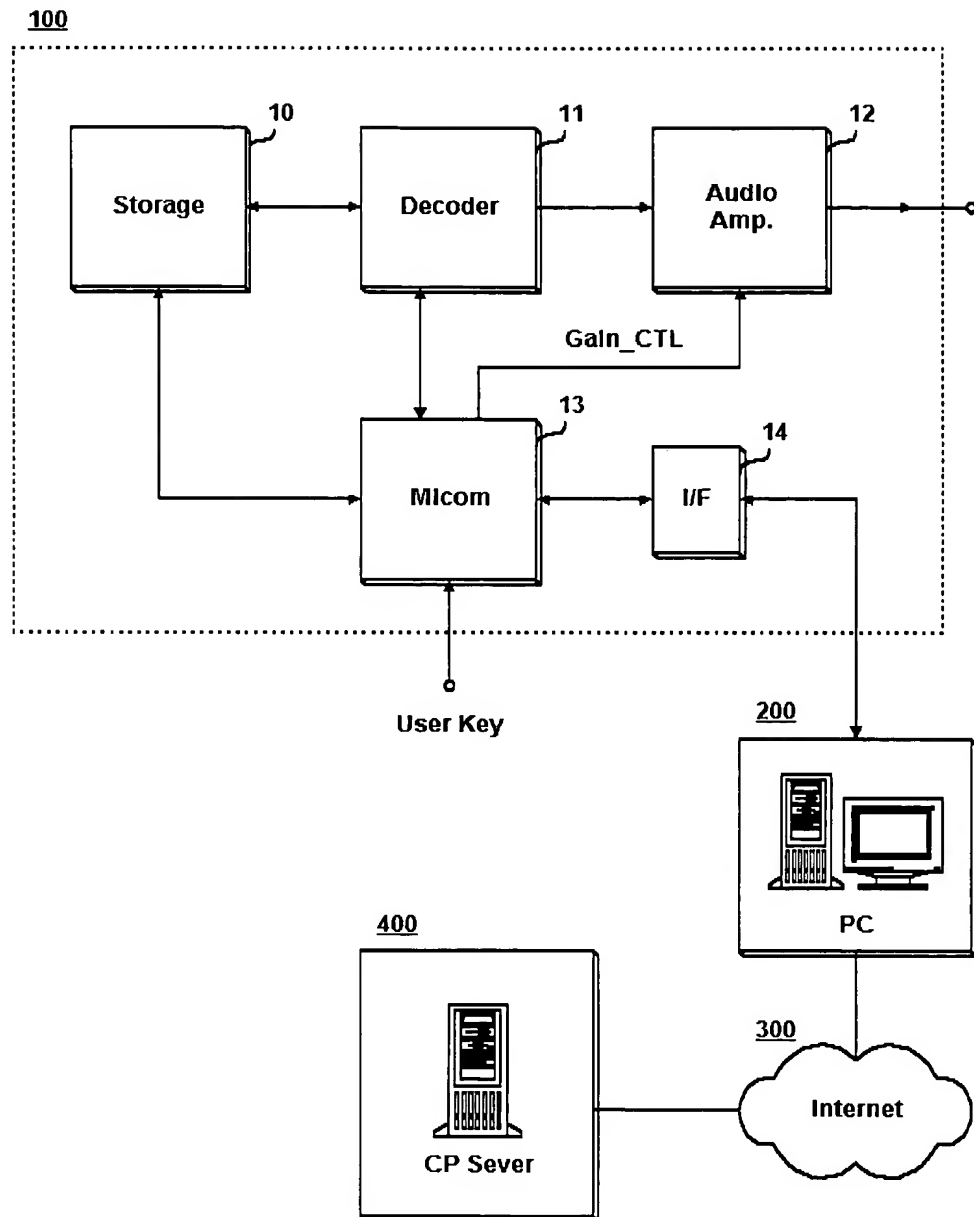 100
10
11
12
Storage
Decoder
Audio
Amp.
Gain_CTL
13
14
Micom
I/F
User Key
200
PC
400
300
CP Sever
Internet